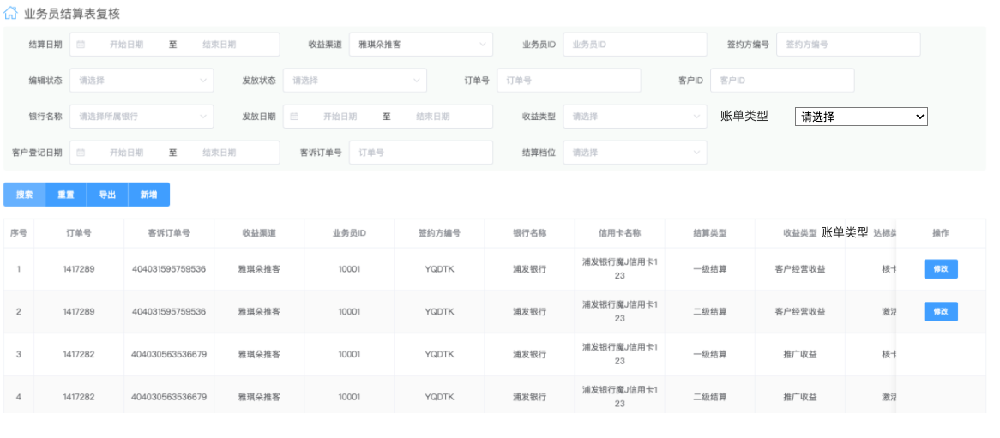 业务员结算表复核
结算日期 开始日期 至 结束日期 收益渠道 雅琪朵推客 业务员ID 业务员ID 签约方编号 签约方编号
编辑状态 请选择 发放状态 请选择 订单号 订单号 客户ID 客户ID
银行名称 请选择所属银行 发放日期 开始日期 至 结束日期 收益类型 请选择 账单类型 请选择
客户登记日期 开始日期 至 结束日期 客诉订单号 订单号 结算档位 请选择
搜索 重置 导出 新增
序号 订单号 客诉订单号 收益渠道 业务员ID 签约方编号 银行名称 信用卡名称 结算类型 收益类型 账单类型 达标类 操作
1 1417289 404031595759536 雅琪朵推客 10001 YQDTK 浦发银行 浦发银行魔J信用卡1 一级结算 客户经营收益 核卡 修改
23
2 1417289 404031595759536 雅琪朵推客 10001 YQDTK 浦发银行 浦发银行魔J信用卡1 二级结算 客户经营收益 激活 修改
23
3 1417282 404030563536679 雅琪朵推客 10001 YQDTK 浦发银行 浦发银行魔J信用卡1 一级结算 推广收益 核卡
23
4 1417282 404030563536679 雅琪朵推客 10001 YQDTK 浦发银行 浦发银行魔J信用卡1 二级结算 推广收益 激活
23